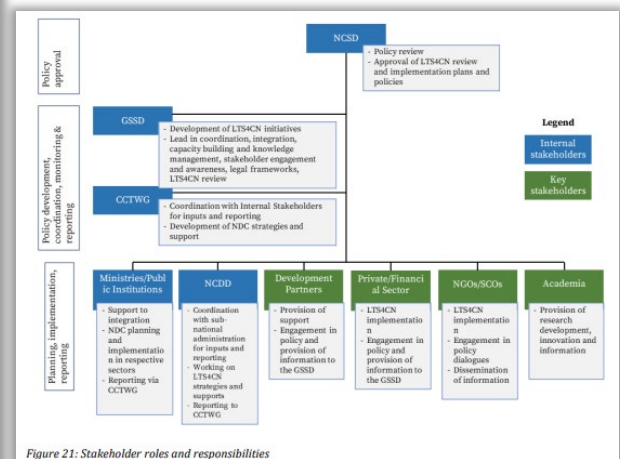 Policy
approval
NCSD
- Policy review
- Approval of LTS4CN review
and implementation plans and
policies
Policy development,
coordination, monitoring &
reporting
GSSD
- Development of LTS4CN initiatives
- Lead in coordination, integration,
capacity building and knowledge
management, stakeholder engagement
and awareness, legal frameworks,
LTS4CN review
CCTWG
- Coordination with Internal Stakeholders
for inputs and reporting
- Development of NDC strategies and
support
Legend
Internal
stakeholders
Key
stakeholders
Planning, implementation,
reporting
Ministries/Publ
ic Institutions
- Support to
integration
- NDC planning
and
implementatio
n in respective
sectors
- Reporting via
CCTWG
NCDD
- Coordination
with sub-
national
administration
for inputs and
reporting
- Working on
LTS4CN
strategies and
supports
- Reporting to
CCTWG
Development
Partners
- Provision of
support
- Engagement in
policy and
provision of
information to
the GSSD
Private/Financi
al Sector
- LTS4CN
implementatio
n
- Engagement in
policy and
provision of
information to
the GSSD
NGOs/SCOs
- LTS4CN
implementatio
n
- Engagement in
policy
dialogues
- Dissemination
of information
Academia
- Provision of
research
development,
innovation and
information
Figure 21: Stakeholder roles and responsibilities